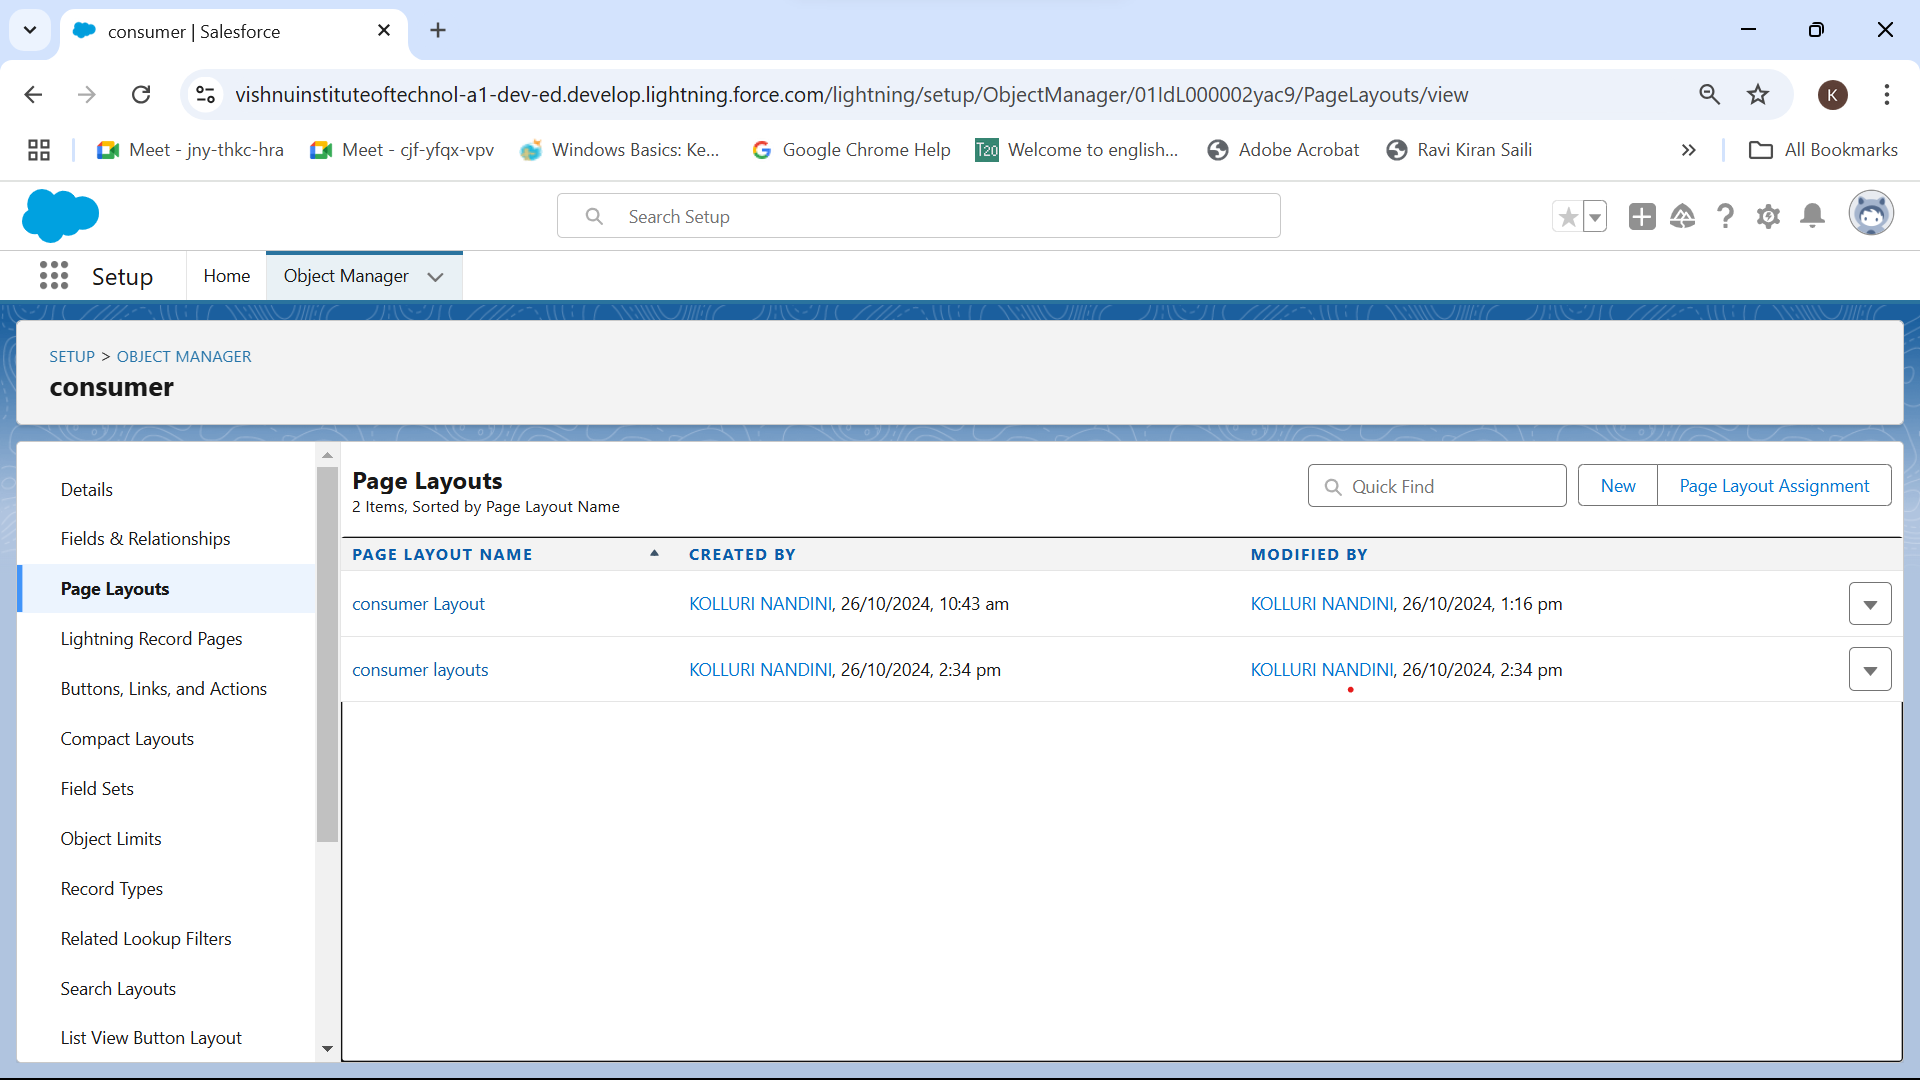 consumer | Salesforce
vishnuinstituteoftechnol-a1-dev-ed.develop.lightning.force.com/lightning/setup/ObjectManager/01IdL000002yac9/PageLayouts/view
K
Meet - jny-thkc-hra
Meet - cjf-yfqx-vpv
Windows Basics: Ke...
Google Chrome Help
T20
Welcome to english...
Adobe Acrobat
Ravi Kiran Saili
All Bookmarks
Search Setup
Setup
Home
Object Manager
SETUP > OBJECT MANAGER
consumer
Details
Fields & Relationships
Page Layouts
Lightning Record Pages
Buttons, Links, and Actions
Compact Layouts
Field Sets
Object Limits
Record Types
Related Lookup Filters
Search Layouts
List View Button Layout
Page Layouts
2 Items, Sorted by Page Layout Name
Quick Find
New
Page Layout Assignment
PAGE LAYOUT NAME CREATED BY MODIFIED BY
consumer Layout KOLLURI NANDINI, 26/10/2024, 10:43 am KOLLURI NANDINI, 26/10/2024, 1:16 pm
consumer layouts KOLLURI NANDINI, 26/10/2024, 2:34 pm KOLLURI NANDINI, 26/10/2024, 2:34 pm